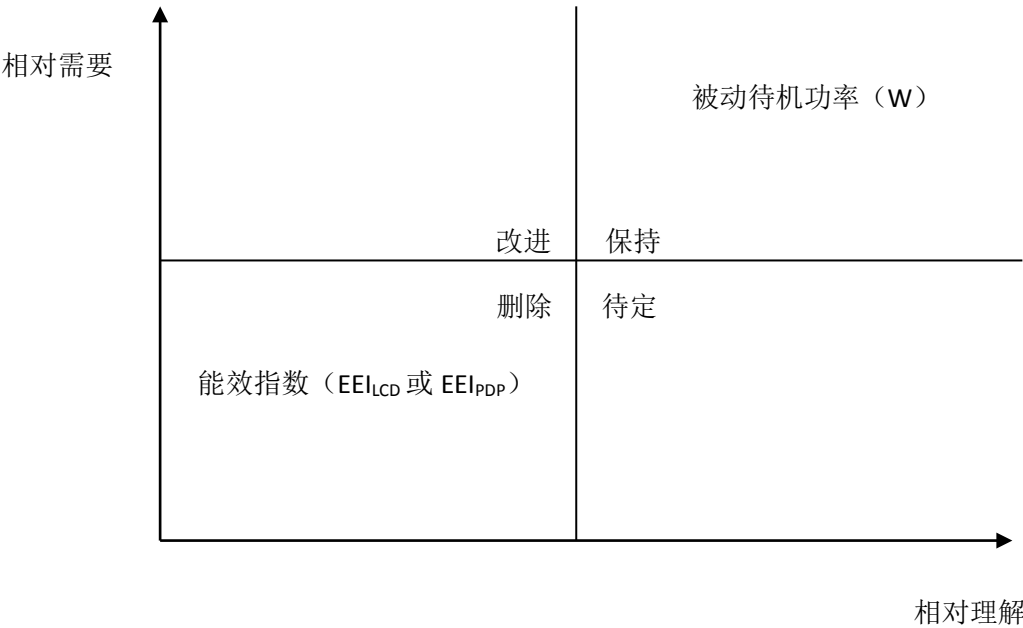 相对需要
被动待机功率（W）
改进 保持
删除 待定
能效指数（EEILCD 或 EEIPDP）
相对理解